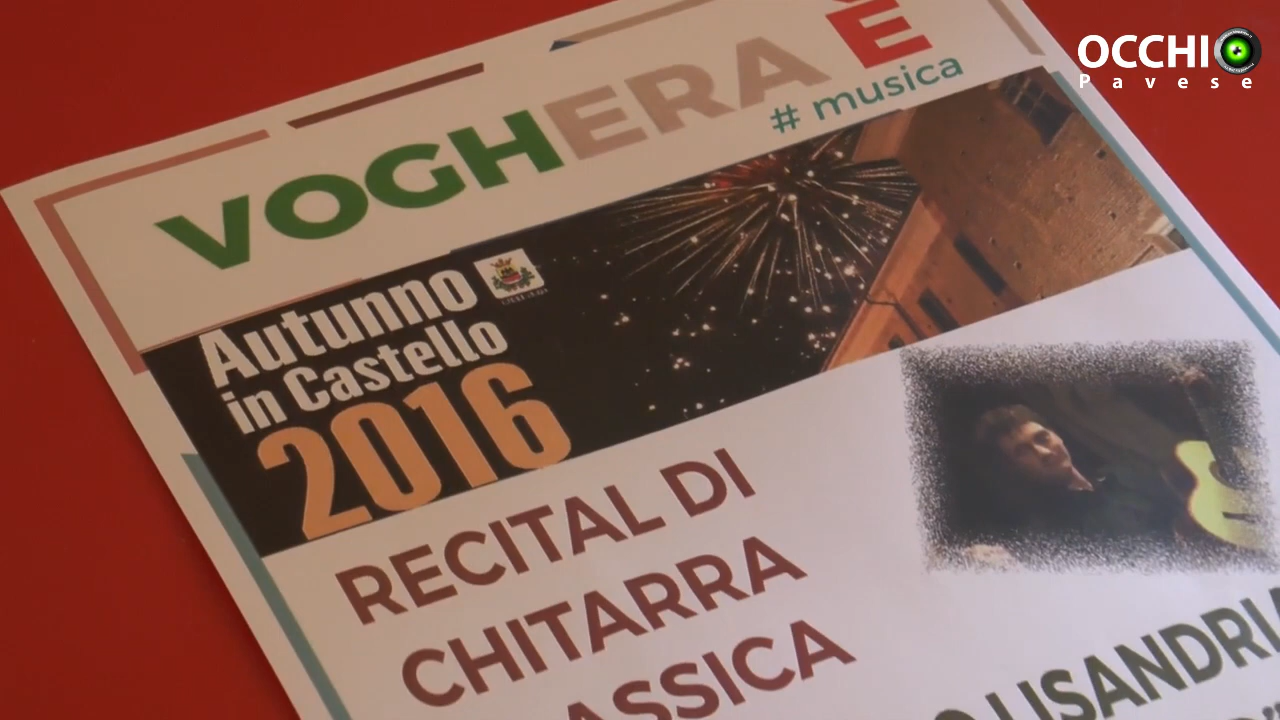 OCCHIO
Pavese
VOGHERA È
# musica
Autunno
in Castello
2016
RECITAL DI
CHITARRA
ASSICA
LISANDRI